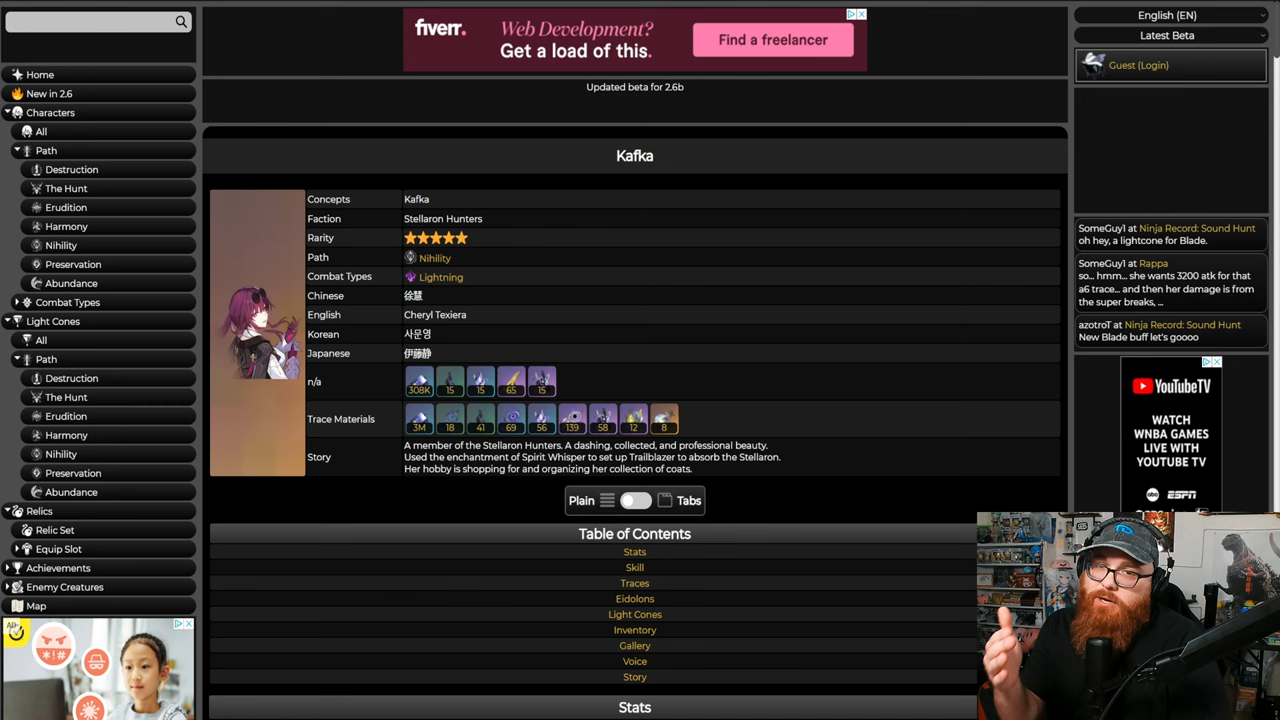 Home
New in 2.6
Characters
All
Path
Destruction
The Hunt
Erudition
Harmony
Nihility
Preservation
Abundance
Combat Types
Light Cones
All
Path
Destruction
The Hunt
Erudition
Harmony
Nihility
Preservation
Abundance
Relics
Relic Set
Equip Slot
Achievements
Enemy Creatures
Map
*!#
fiverr.
Web Development?
Get a load of this.
Find a freelancer
Updated beta for 2.6b
Kafka
Concepts Kafka
Faction Stellaron Hunters
Rarity
Path Nihility
Combat Types Lightning
Chinese 徐慧
English Cheryl Texiera
Korean 사문영
Japanese 伊藤静
n/a 308K 15 15 65 15
Trace Materials 3M 18 41 69 56 139 58 12 8
Story A member of the Stellaron Hunters. A dashing, collected, and professional beauty.
Used the enchantment of Spirit Whisper to set up Trailblazer to absorb the Stellaron.
Her hobby is shopping for and organizing her collection of coats.
Plain Tabs
Table of Contents
Stats
Skill
Traces
Eidolons
Light Cones
Inventory
Gallery
Voice
Story
Stats
English (EN)
Latest Beta
Guest (Login)
SomeGuy1 at Ninja Record: Sound Hunt
oh hey, a lightcone for Blade.
SomeGuy1 at Rappa
so... hmm... she wants 3200 atk for that
a6 trace... and then her damage is from
the super breaks, ...
azotroT at Ninja Record: Sound Hunt
New Blade buff let's goooo
YouTubeTV
WATCH
WNBA GAMES
LIVE WITH
YOUTUBE TV
abc ESPN